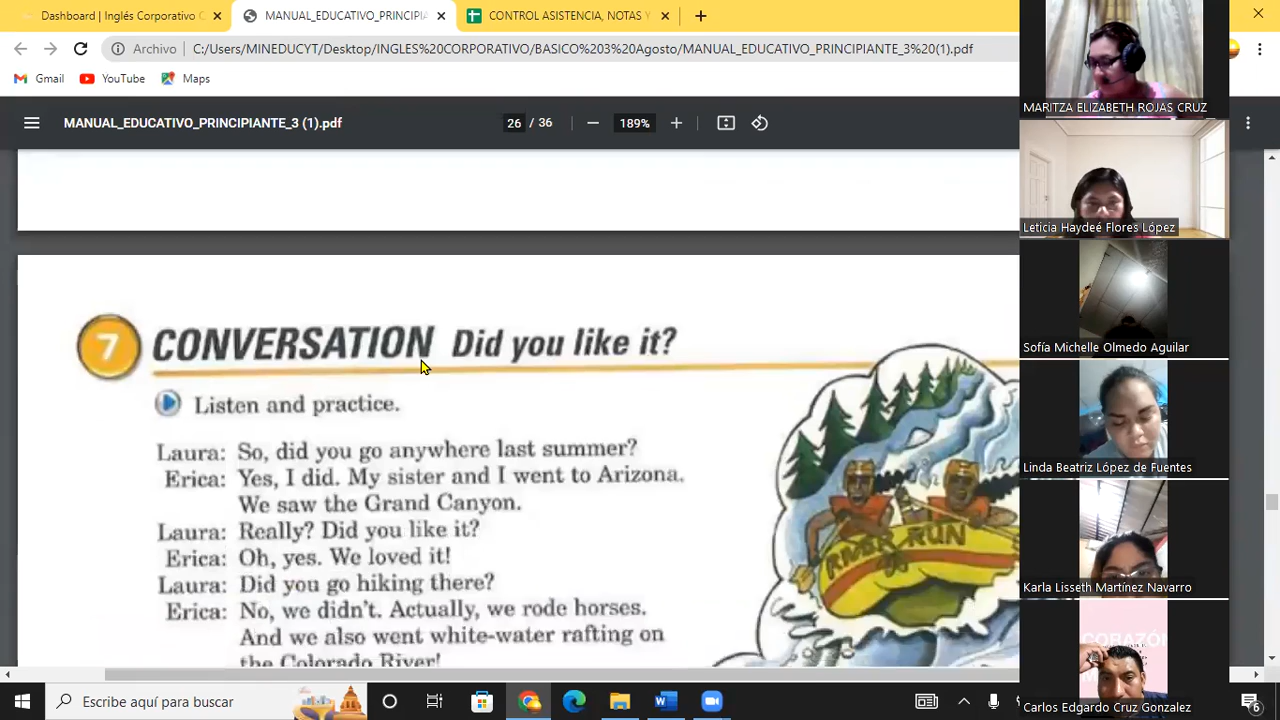 Dashboard | Inglés Corporativo C
MANUAL_EDUCATIVO_PRINCIPIA
CONTROL ASISTENCIA, NOTAS Y
Archivo
C:/Users/MINEDUCYT/Desktop/INGLES%20CORPORATIVO/BASICO%203%20Agosto/MANUAL_EDUCATIVO_PRINCIPIANTE_3%20(1).pdf
Gmail
YouTube
Maps
MANUAL_EDUCATIVO_PRINCIPIANTE_3 (1).pdf
26 / 36
189%
7 CONVERSATION Did you like it?
Listen and practice.
Laura: So, did you go anywhere last summer?
Erica: Yes, I did. My sister and I went to Arizona.
We saw the Grand Canyon.
Laura: Really? Did you like it?
Erica: Oh, yes. We loved it!
Laura: Did you go hiking there?
Erica: No, we didn't. Actually, we rode horses.
And we also went white-water rafting on
the Colorado River!
RIVER RUN
MARITZA ELIZABETH ROJAS CRUZ
Leticia Haydeé Flores López
Sofía Michelle Olmedo Aguilar
Linda Beatriz López de Fuentes
Karla Lisseth Martínez Navarro
CORAZÓN
Carlos Edgardo Cruz Gonzalez
Escribe aquí para buscar
6